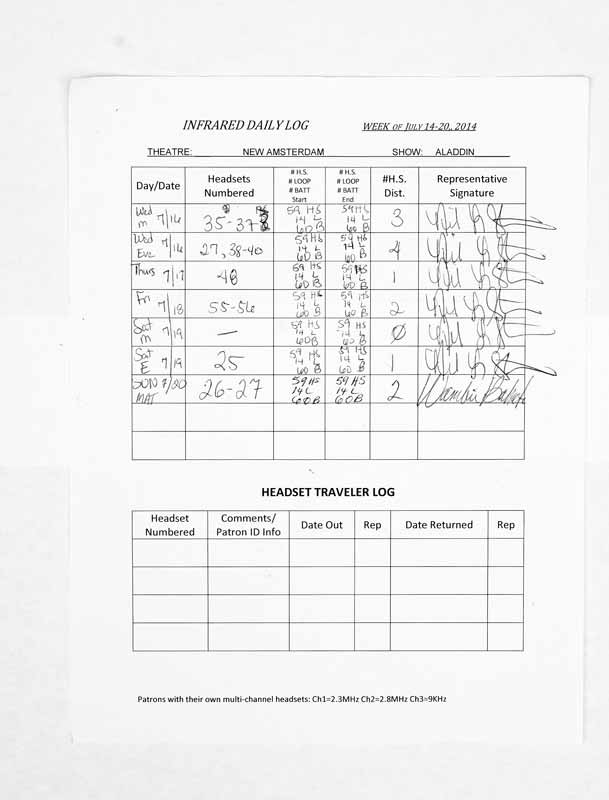 INFRARED DAILY LOG WEEK OF JULY 14-20, 2014
THEATRE: NEW AMSTERDAM SHOW: ALADDIN
Day/Date
Headsets
Numbered
# H.S.
# LOOP
# BATT
Start
# H.S.
# LOOP
# BATT
End
#H.S.
Dist.
Representative
Signature
Wed
M 7/16
35-37
59 HS
14 L
60 B
59 HS
14 L
60 B
3
Wed
Eve 7/16
27, 38-40
59 HS
14 L
60 B
59 HS
14 L
60 B
4
Thurs 7/17
48
59 HS
14 L
60 B
59 HS
14 L
60 B
1
Fri
7/18
55-56
59 HS
14 L
60 B
59 HS
14 L
60 B
2
Sat
M 7/19
—
59 HS
14 L
60 B
59 HS
14 L
60 B
Ø
Sat
E 7/19
25
59 HS
14 L
60 B
59 HS
14 L
60 B
1
SUN 7/20
MAT
26-27
59 HS
14 L
60 B
59 HS
14 L
60 B
2
HEADSET TRAVELER LOG
Headset
Numbered
Comments/
Patron ID Info
Date Out
Rep
Date Returned
Rep
Patrons with their own multi-channel headsets: Ch1=2.3MHz Ch2=2.8MHz Ch3=9KHz